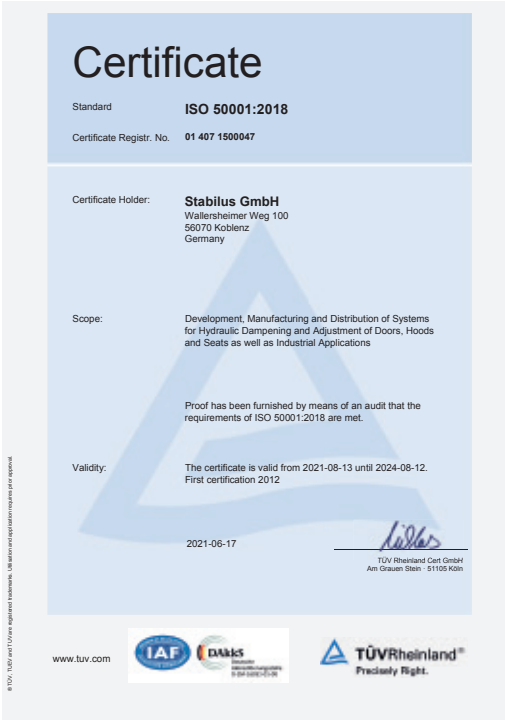 Certificate
Standard ISO 50001:2018
Certificate Registr. No. 01 407 1500047
Certificate Holder: Stabilus GmbH
Wallersheimer Weg 100
56070 Koblenz
Germany
Scope: Development, Manufacturing and Distribution of Systems
for Hydraulic Dampening and Adjustment of Doors, Hoods
and Seats as well as Industrial Applications
Proof has been furnished by means of an audit that the
requirements of ISO 50001:2018 are met.
Validity: The certificate is valid from 2021-08-13 until 2024-08-12.
First certification 2012
2021-06-17
TÜV Rheinland Cert GmbH
Am Grauen Stein · 51105 Köln
® TÜV, TUEV and TUV are registered trademarks. Utilisation and application requires prior approval.
www.tuv.com
IAF
DAkkS
Deutsche
Akkreditierungsstelle
TÜVRheinland®
Precisely Right.